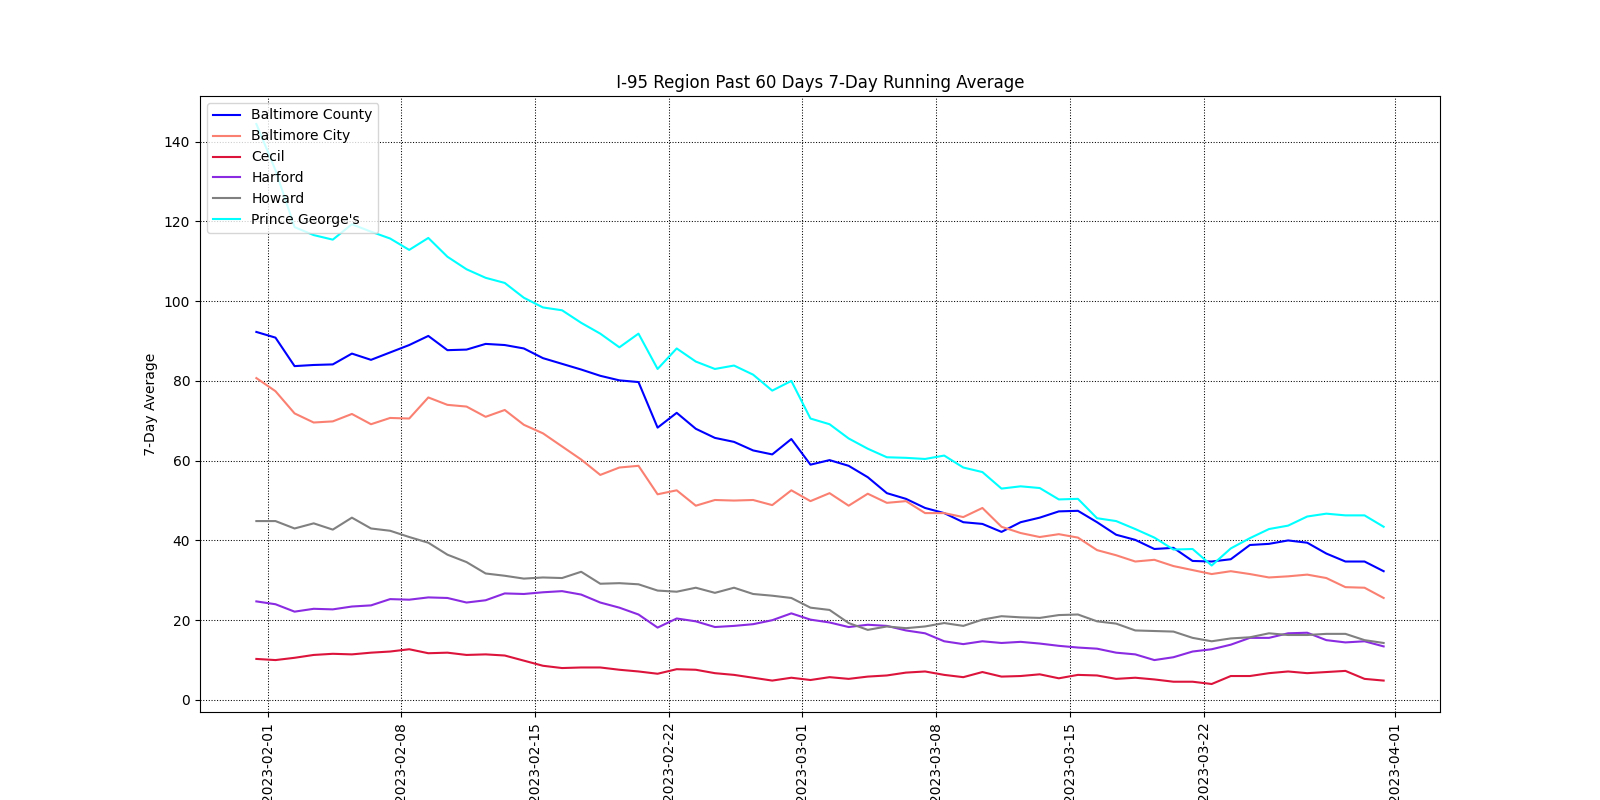 I-95 Region Past 60 Days 7-Day Running Average
Baltimore County
Baltimore City
Cecil
Harford
Howard
Prince George's
7-Day Average
140
120
100
80
60
40
20
0
2023-02-01
2023-02-08
2023-02-15
2023-02-22
2023-03-01
2023-03-08
2023-03-15
2023-03-22
2023-04-01